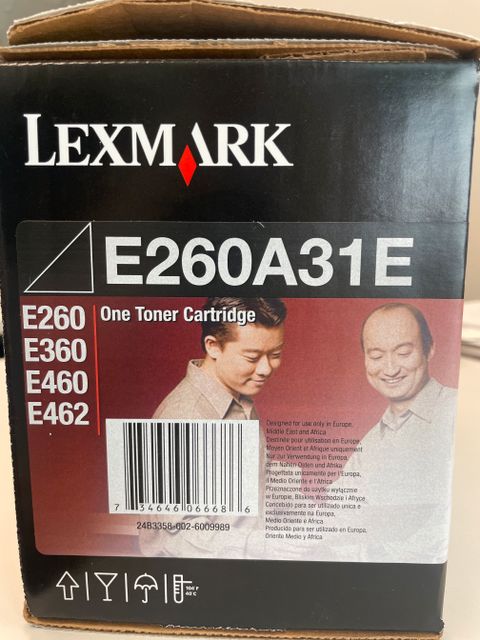 LEXMARK
E260A31E
E260
E360
E460
E462
One Toner Cartridge
Designed for use only in Europe,
Middle East and Africa
Destinée pour utilisation en Europe,
Moyen Orient et Afrique uniquement
Nur zur Verwendung in Europa,
dem Nahen Osten und Afrika
Progettata unicamente per l'Europa,
il Medio Oriente e l'Africa
Przeznaczone do użytku wyłącznie
w Europie, Bliskim Wschodzie i Afryce
Concebido para ser utilizado única e
exclusivamente na Europa,
Médio Oriente e África
Producido para ser utilizado en Europa,
Oriente Medio y Africa
7 34646 06668 6
24B3358-002-6009989
104°F
40°C